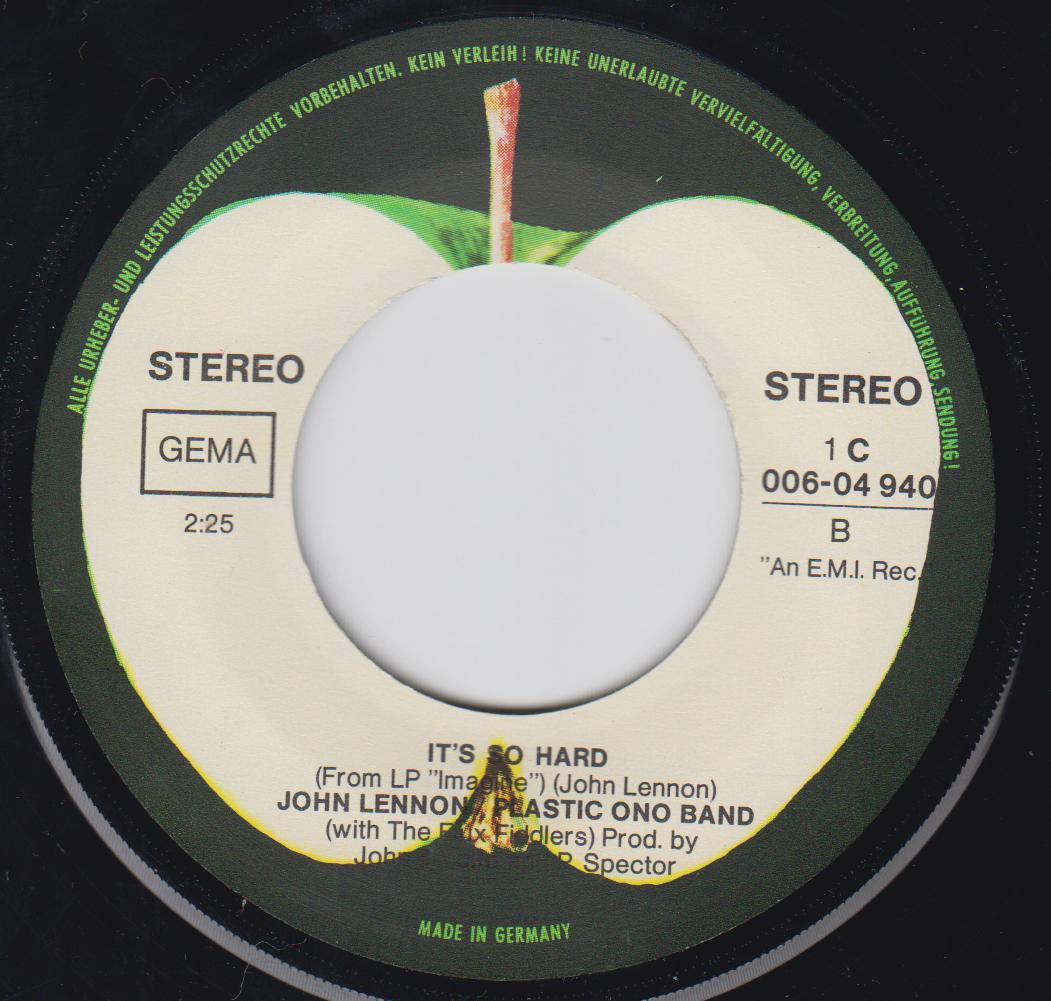 ALLE URHEBER- UND LEISTUNGSSCHUTZRECHTE VORBEHALTEN. KEIN VERLEIH! KEINE UNERLAUBTE VERVIELFÄLTIGUNG, VERBREITUNG, AUFFÜHRUNG, SENDUNG!
STEREO
GEMA
2:25
STEREO
1 C
006-04 940
B
"An E.M.I. Rec.
IT'S SO HARD
(From LP "Imagine") (John Lennon)
JOHN LENNON / PLASTIC ONO BAND
(with The Flux Fiddlers) Prod. by
John P. Spector
MADE IN GERMANY